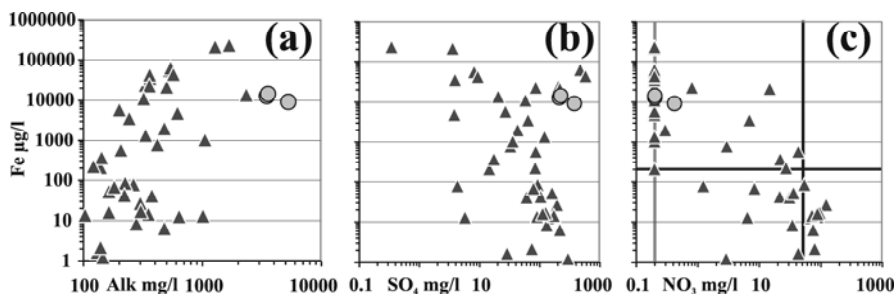 1000000
100000
10000
1000
100
10
1
Fe µg/l
(a)
(b)
(c)
100 Alk mg/l 1000 10000
0.1 SO4 mg/l 10 1000
0.1 NO3 mg/l 10 1000